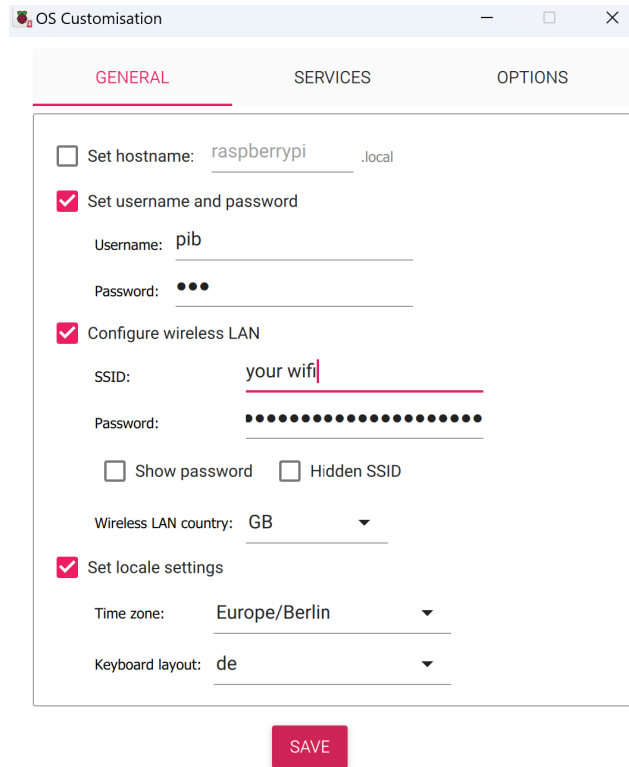 OS Customisation
GENERAL SERVICES OPTIONS
Set hostname: raspberrypi .local
Set username and password
Username: pib
Password: ●●●
Configure wireless LAN
SSID: your wifi
Password: ●●●●●●●●●●●●●●●●●●●●●
Show password Hidden SSID
Wireless LAN country: GB
Set locale settings
Time zone: Europe/Berlin
Keyboard layout: de
SAVE